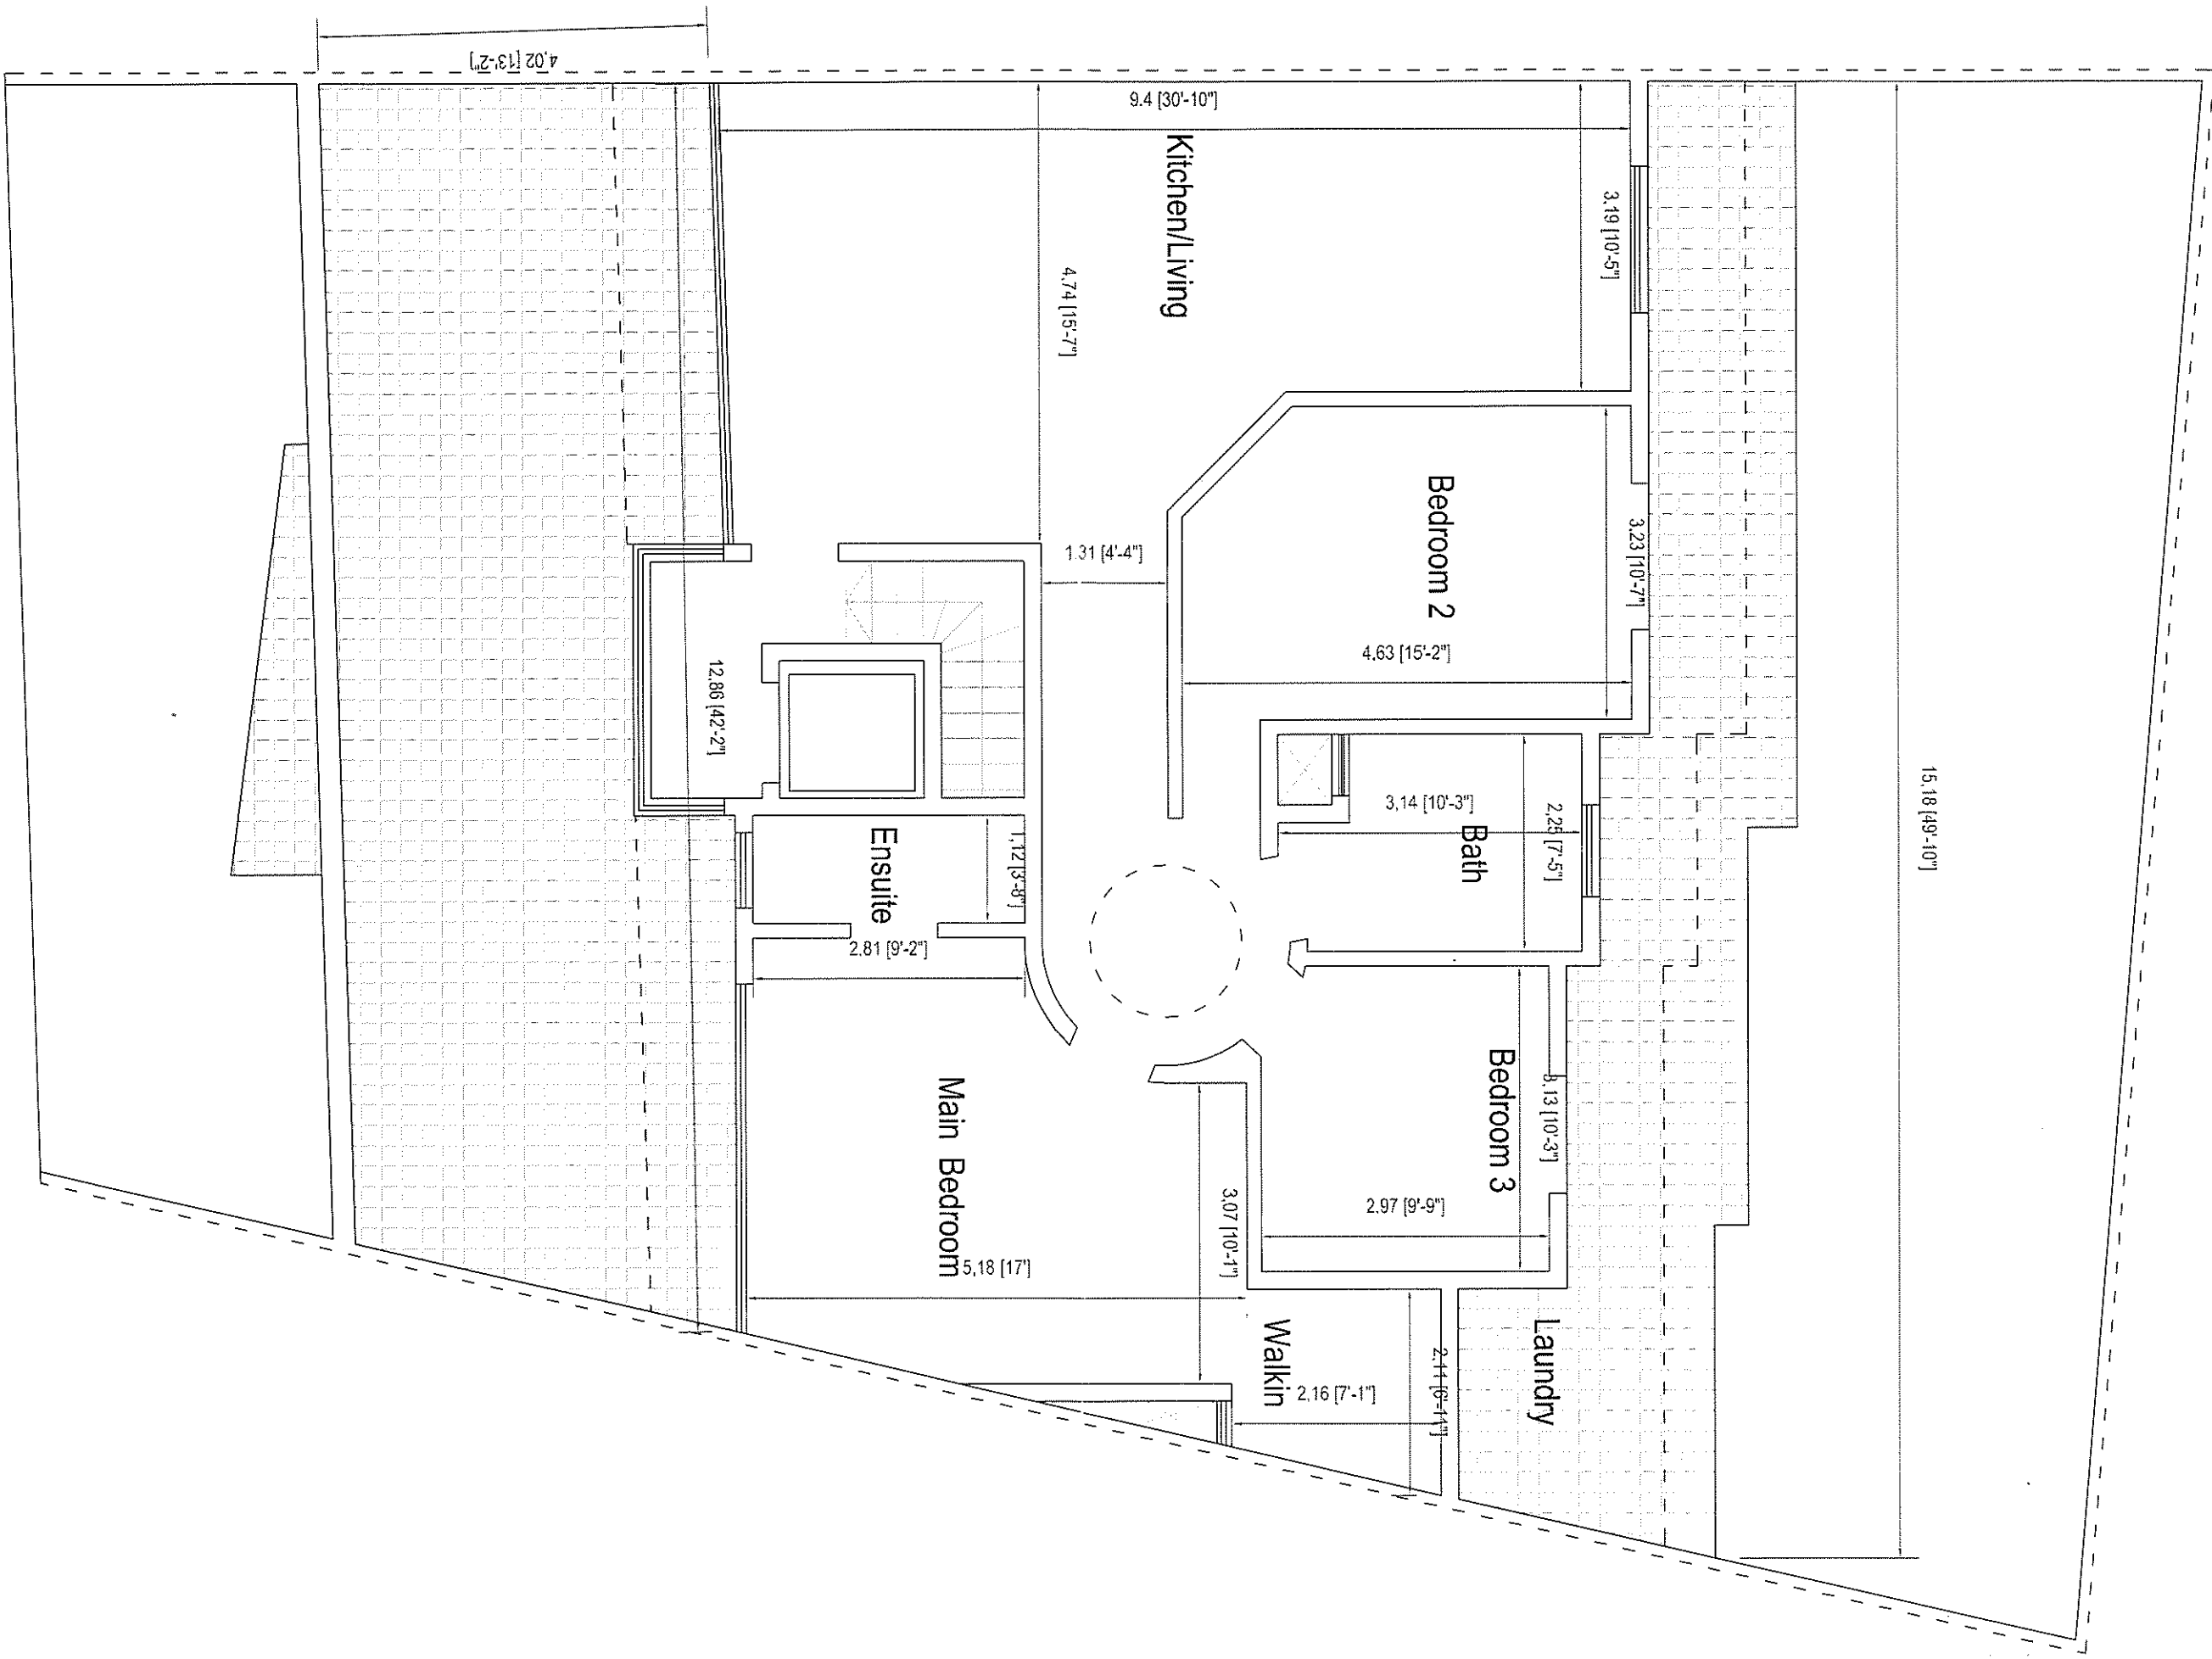 4,02 [13'-2"]
9.4 [30'-10"]
Kitchen/Living
3,19 [10'-5"]
4,74 [15'-7"]
1.31 [4'-4"]
Bedroom 2
3,23 [10'-7"]
4,63 [15'-2"]
12,86 [42'-2"]
3,14 [10'-3"]
2,25 [7'-5"]
Bath
15,18 [49'-10"]
Ensuite
1,12 [3'-8"]
2,81 [9'-2"]
Main Bedroom
5,18 [17']
Bedroom 3
3,13 [10'-3"]
2,97 [9'-9"]
3,07 [10'-1"]
Walkin
2,16 [7'-1"]
2,11 [6'-11"]
Laundry